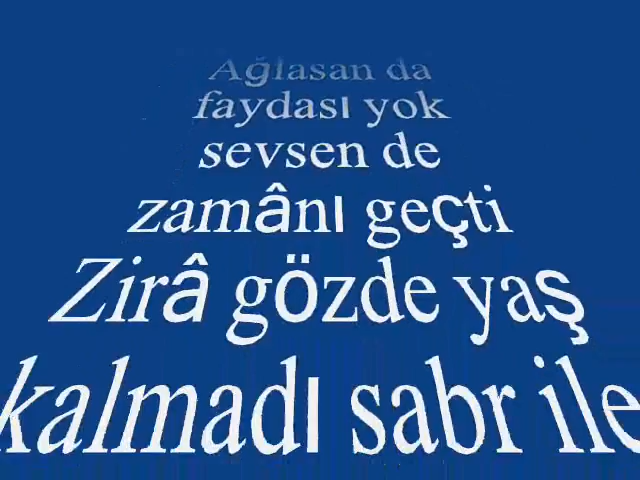 Ağlasan da
faydası yok
sevsen de
zamânı geçti
Zirâ gözde yaş
kalmadı sabr ile